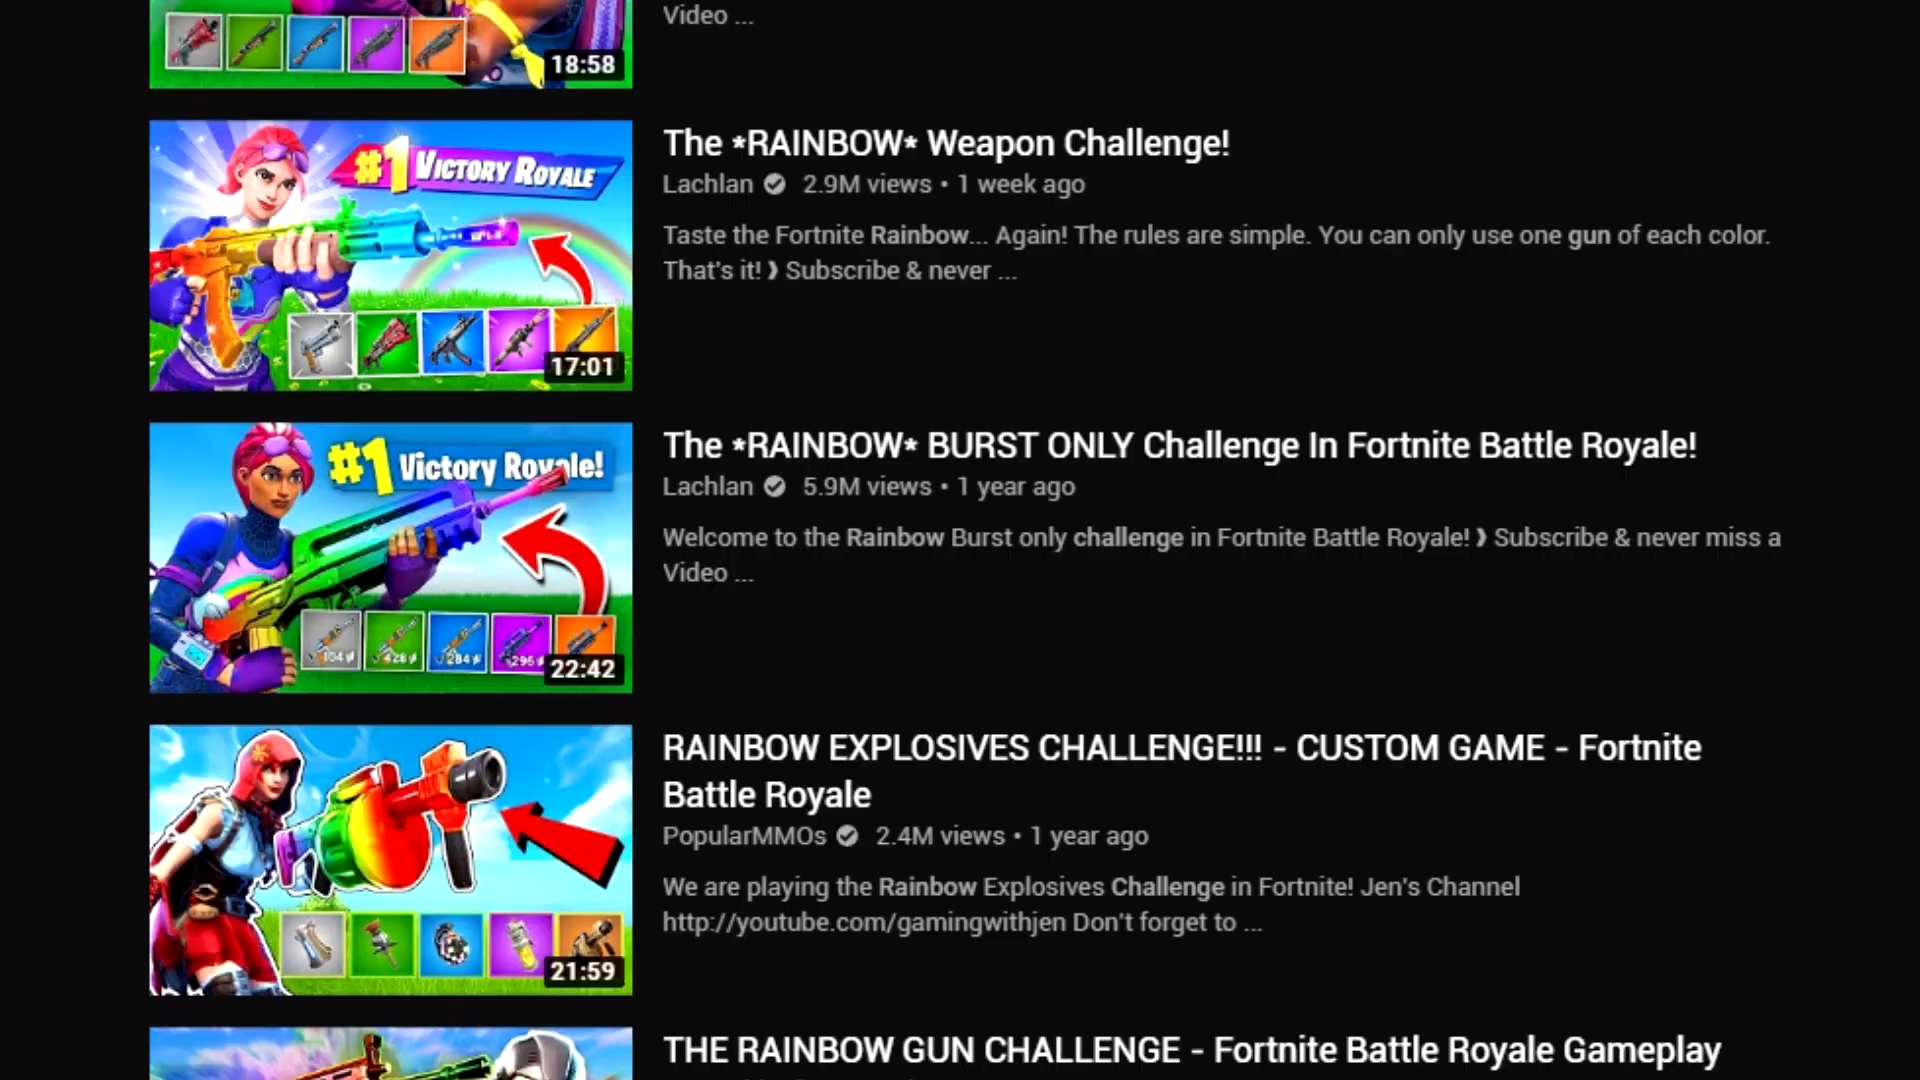 Video ...
18:58
The *RAINBOW* Weapon Challenge!
Lachlan 2.9M views • 1 week ago
Taste the Fortnite Rainbow... Again! The rules are simple. You can only use one gun of each color.
That's it! ❯ Subscribe & never ...
#1 VICTORY ROYALE
17:01
The *RAINBOW* BURST ONLY Challenge In Fortnite Battle Royale!
Lachlan 5.9M views • 1 year ago
Welcome to the Rainbow Burst only challenge in Fortnite Battle Royale! ❯ Subscribe & never miss a
Video ...
#1 Victory Royale!
104 428 284 295
22:42
RAINBOW EXPLOSIVES CHALLENGE!!! - CUSTOM GAME - Fortnite
Battle Royale
PopularMMOs 2.4M views • 1 year ago
We are playing the Rainbow Explosives Challenge in Fortnite! Jen's Channel
http://youtube.com/gamingwithjen Don't forget to ...
21:59
THE RAINBOW GUN CHALLENGE - Fortnite Battle Royale Gameplay